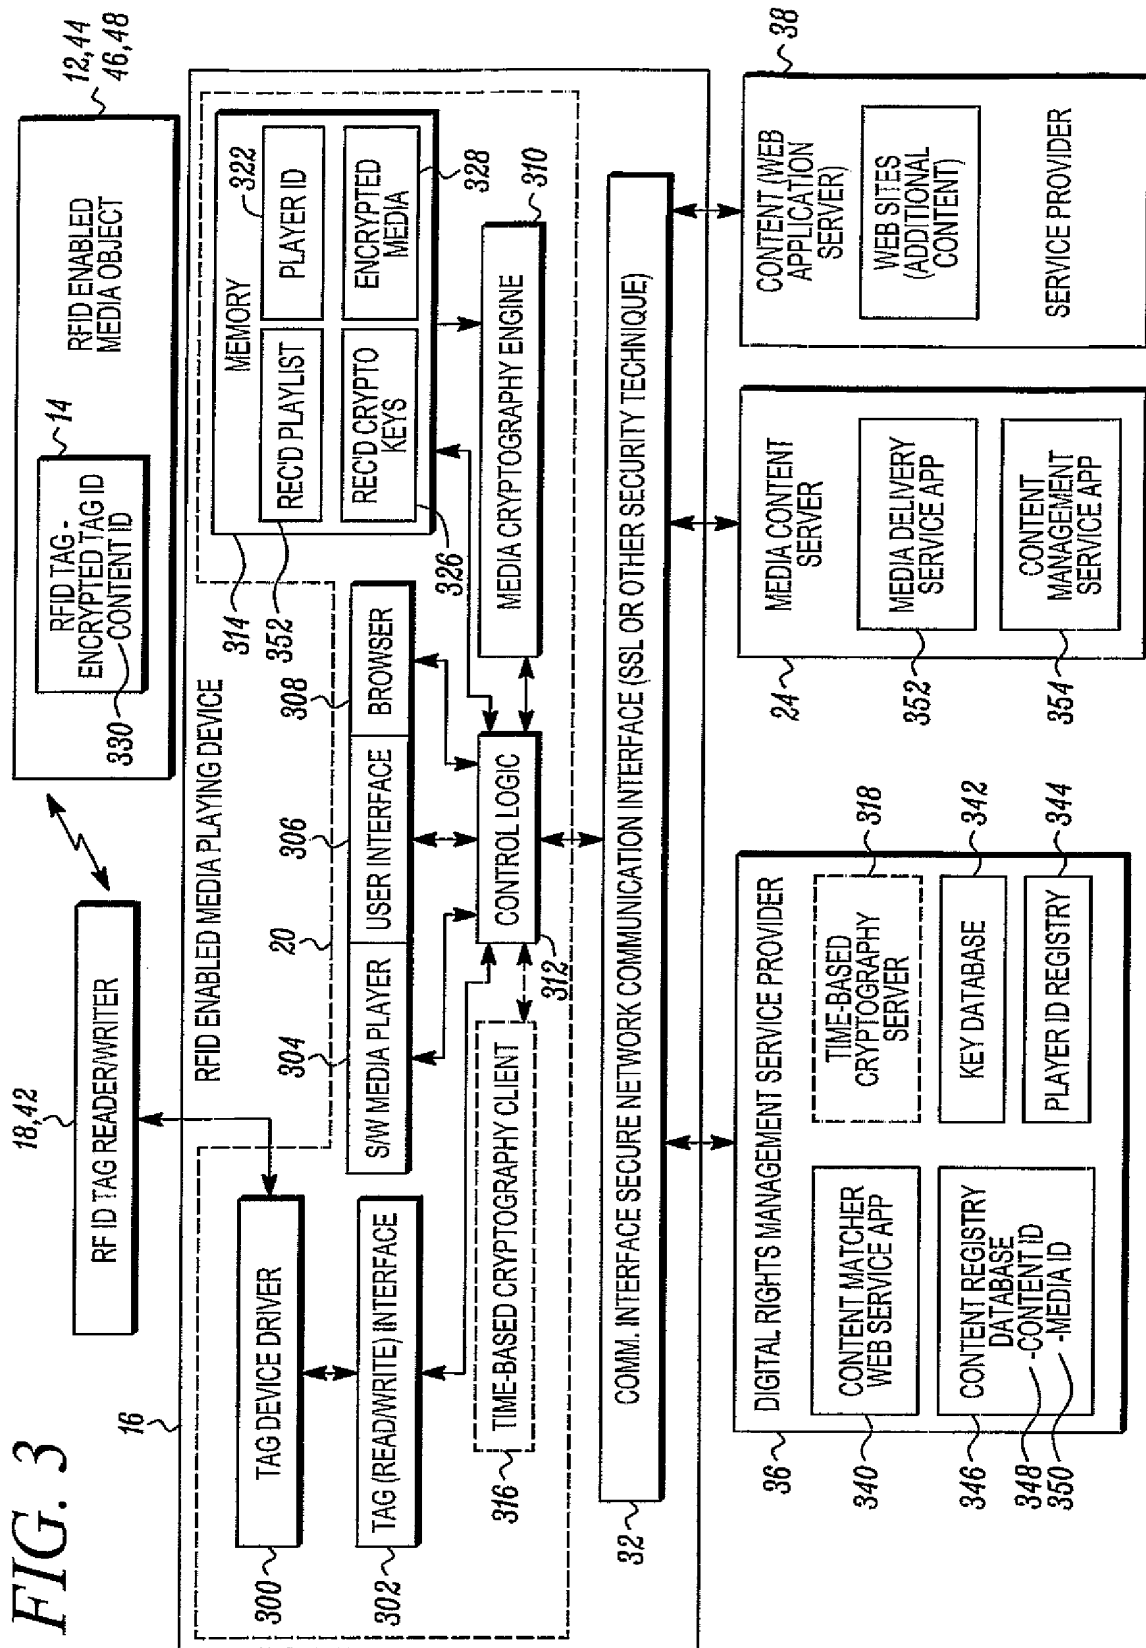 FIG. 3
12,44
46,48
RFID ENABLED
MEDIA OBJECT
14
RFID TAG -
ENCRYPTED TAG ID
-CONTENT ID
330
18,42
RF ID TAG READER/WRITER
16
RFID ENABLED MEDIA PLAYING DEVICE
20
TAG DEVICE DRIVER
300
TAG (READ/WRITE) INTERFACE
302
304
306
308
S/W MEDIA PLAYER
USER INTERFACE
BROWSER
314
MEMORY
322
REC'D PLAYLIST
PLAYER ID
352
REC'D CRYPTO
KEYS
326
ENCRYPTED
MEDIA
328
310
MEDIA CRYPTOGRAPHY ENGINE
CONTROL LOGIC
312
TIME-BASED CRYPTOGRAPHY CLIENT
316
COMM. INTERFACE SECURE NETWORK COMMUNICATION INTERFACE (SSL OR OTHER SECURITY TECHNIQUE)
32
DIGITAL RIGHTS MANAGEMENT SERVICE PROVIDER
36
CONTENT MATCHER
WEB SERVICE APP
340
TIME-BASED
CRYPTOGRAPHY
SERVER
318
CONTENT REGISTRY
DATABASE
-CONTENT ID
-MEDIA ID
346
348
350
KEY DATABASE
342
PLAYER ID REGISTRY
344
MEDIA CONTENT
SERVER
24
MEDIA DELIVERY
SERVICE APP
352
CONTENT
MANAGEMENT
SERVICE APP
354
38
CONTENT (WEB
APPLICATION
SERVER)
WEB SITES
(ADDITIONAL
CONTENT)
SERVICE PROVIDER